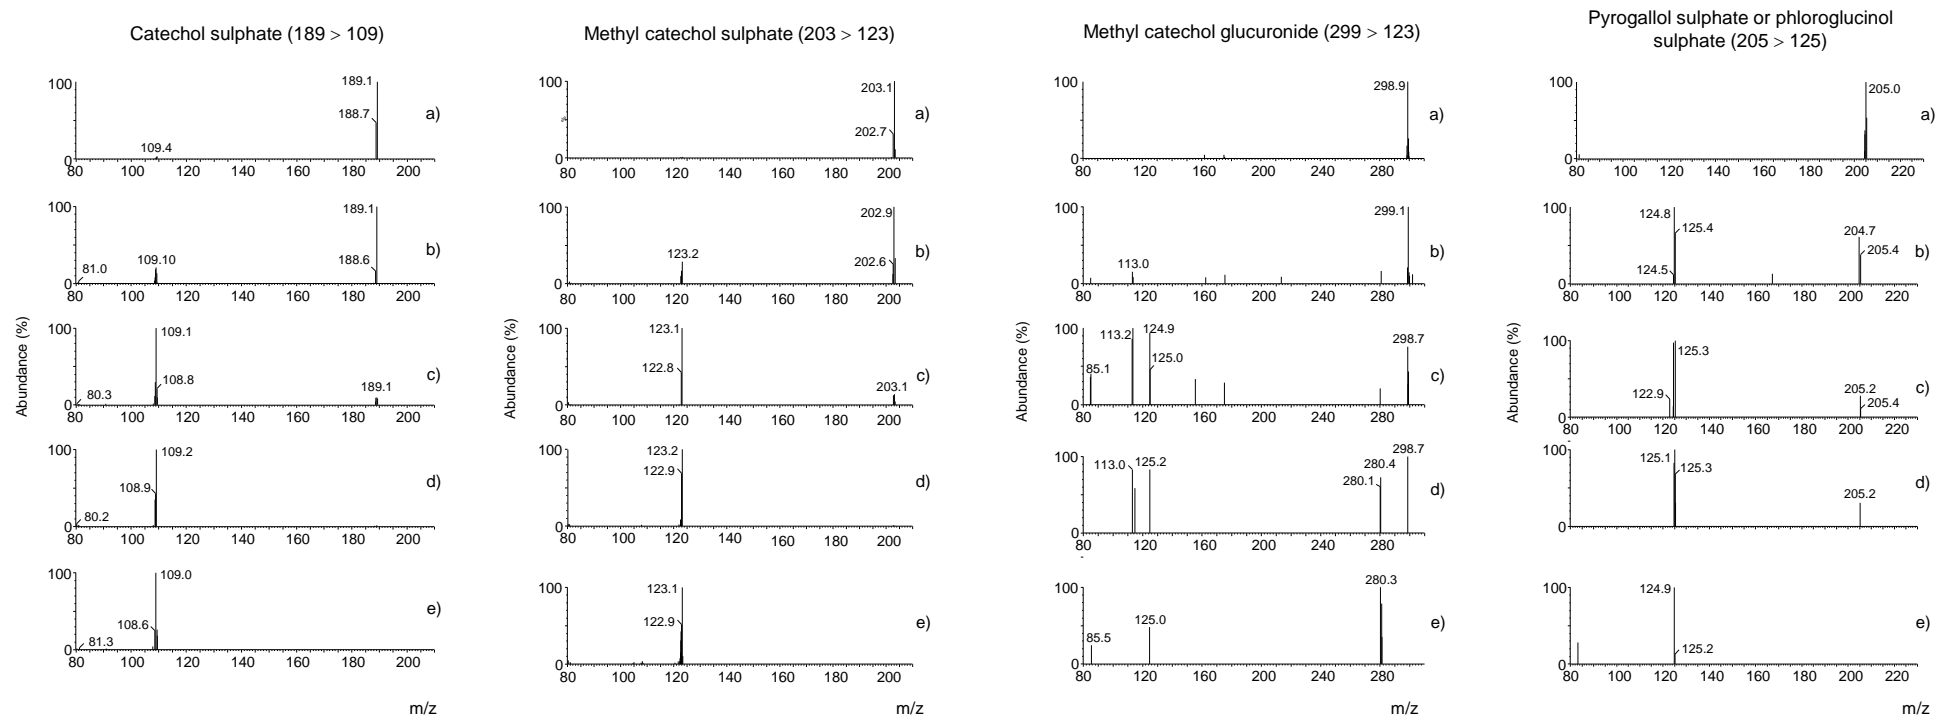 Catechol sulphate (189 > 109)
100
189.1
188.7
109.4
0
80 100 120 140 160 180 200
a)
100
189.1
188.6
109.10
81.0
0
80 100 120 140 160 180 200
b)
Abundance (%)
100
109.1
108.8
189.1
80.3
0
80 100 120 140 160 180 200
c)
100
109.2
108.9
80.2
0
80 100 120 140 160 180 200
d)
100
109.0
108.6
81.3
0
80 100 120 140 160 180 200
e)
m/z
Methyl catechol sulphate (203 > 123)
100
%
203.1
202.7
0
80 100 120 140 160 180 200
a)
100
202.9
123.2
202.6
0
80 100 120 140 160 180 200
b)
Abundance (%)
100
123.1
122.8
203.1
0
80 100 120 140 160 180 200
c)
100
123.2
122.9
0
80 100 120 140 160 180 200
d)
100
123.1
122.9
0
80 100 120 140 160 180 200
e)
m/z
Methyl catechol glucuronide (299 > 123)
100
298.9
0
80 120 160 200 240 280
a)
100
299.1
113.0
0
80 120 160 200 240 280
b)
Abundance (%)
100
113.2
124.9
125.0
85.1
298.7
0
80 120 160 200 240 280
c)
100
113.0
125.2
298.7
280.4
280.1
0
80 120 160 200 240 280
d)
100
280.3
125.0
85.5
0
80 120 160 200 240 280
e)
m/z
Pyrogallol sulphate or phloroglucinol
sulphate (205 > 125)
100
205.0
0
80 100 120 140 160 180 200 220
a)
100
124.8
125.4
124.5
204.7
205.4
0
80 100 120 140 160 180 200 220
b)
Abundance (%)
100
125.3
122.9
205.2
205.4
0
80 100 120 140 160 180 200 220
c)
100
125.1
125.3
205.2
0
80 100 120 140 160 180 200 220
d)
100
124.9
125.2
0
80 100 120 140 160 180 200 220
e)
m/z